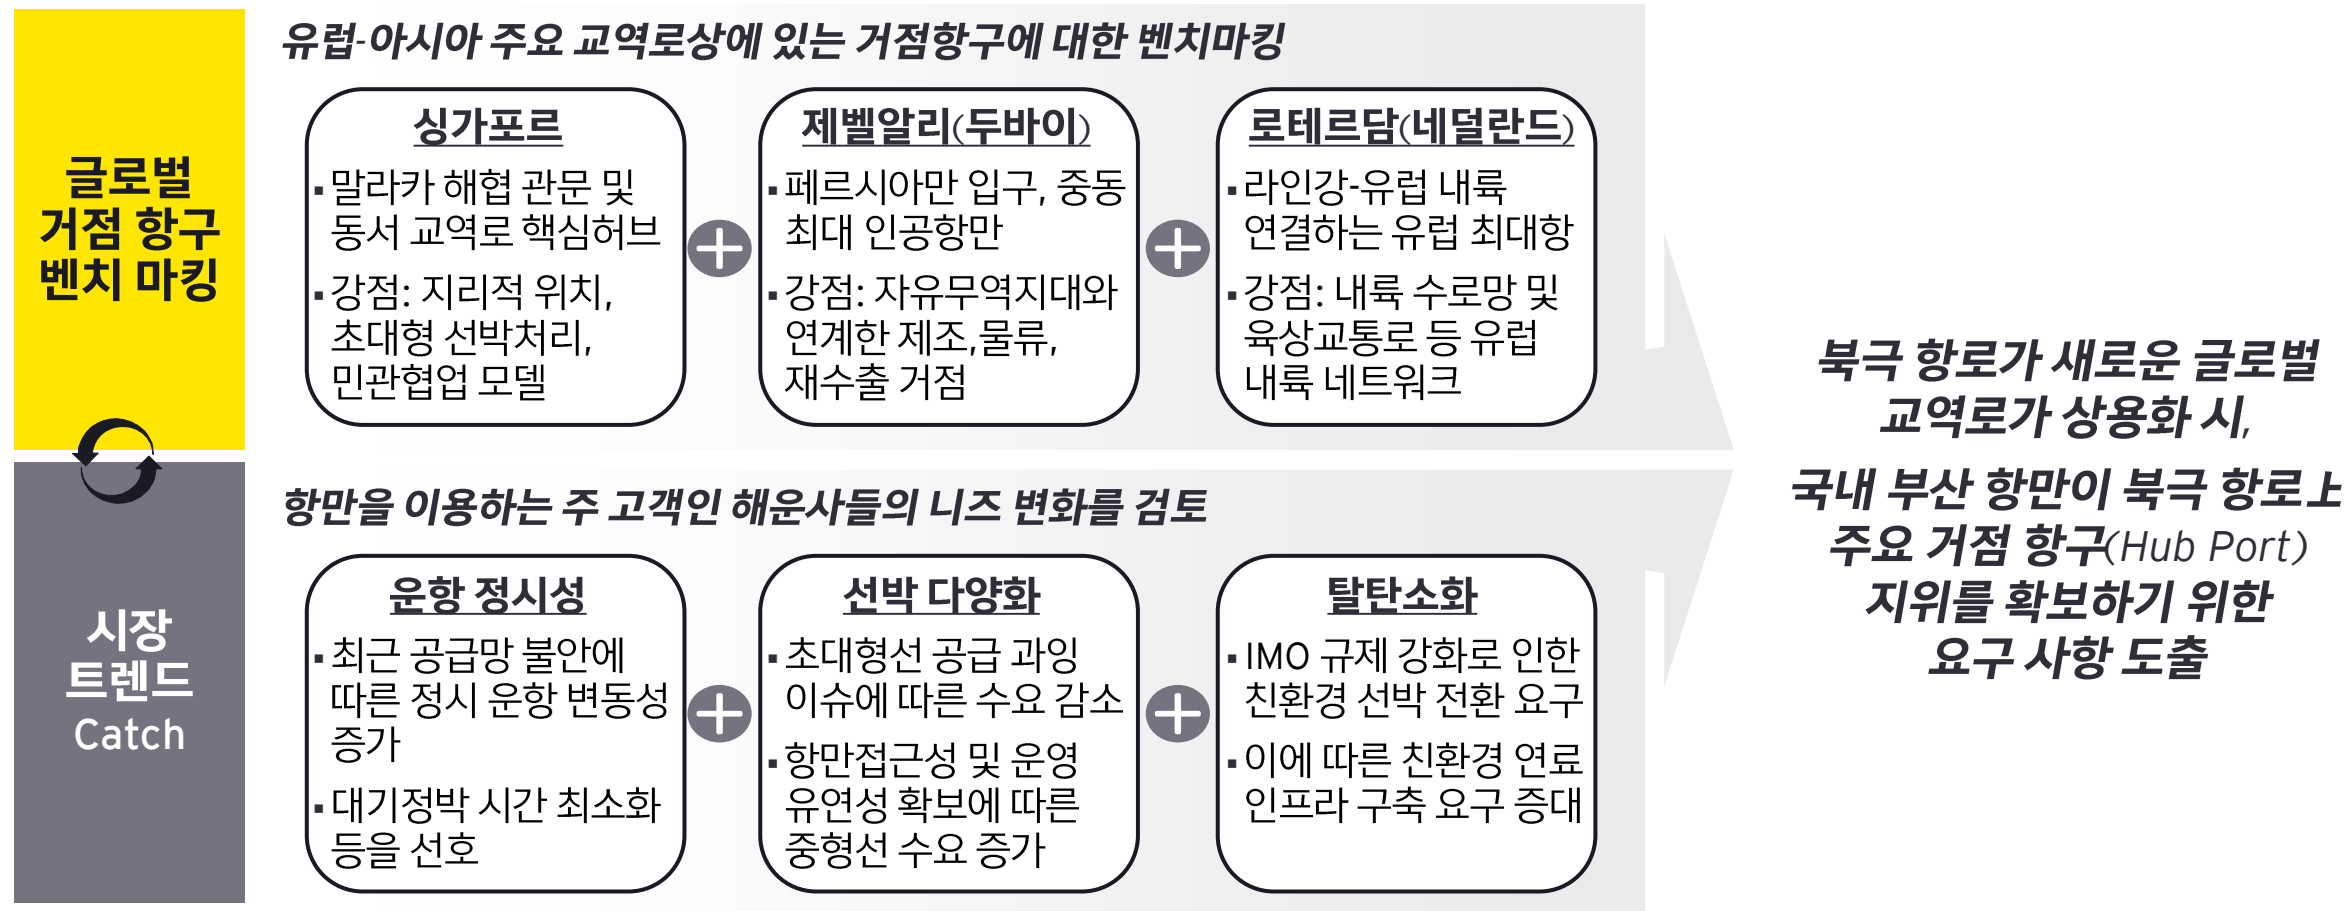 글로벌
거점 항구
벤치 마킹
유럽-아시아 주요 교역로상에 있는 거점항구에 대한 벤치마킹
싱가포르
▪말라카 해협 관문 및
동서 교역로 핵심허브
▪강점: 지리적 위치,
초대형 선박처리,
민관협업 모델
제벨알리(두바이)
▪페르시아만 입구, 중동
최대 인공항만
▪강점: 자유무역지대와
연계한 제조,물류,
재수출 거점
로테르담(네덜란드)
▪라인강-유럽 내륙
연결하는 유럽 최대항
▪강점: 내륙 수로망 및
육상교통로 등 유럽
내륙 네트워크
시장
트렌드
Catch
항만을 이용하는 주 고객인 해운사들의 니즈 변화를 검토
운항 정시성
▪최근 공급망 불안에
따른 정시 운항 변동성
증가
▪대기정박 시간 최소화
등을 선호
선박 다양화
▪초대형선 공급 과잉
이슈에 따른 수요 감소
▪항만접근성 및 운영
유연성 확보에 따른
중형선 수요 증가
탈탄소화
▪IMO 규제 강화로 인한
친환경 선박 전환 요구
▪이에 따른 친환경 연료
인프라 구축 요구 증대
북극 항로가 새로운 글로벌
교역로가 상용화 시,
국내 부산 항만이 북극 항로上
주요 거점 항구(Hub Port)
지위를 확보하기 위한
요구 사항 도출